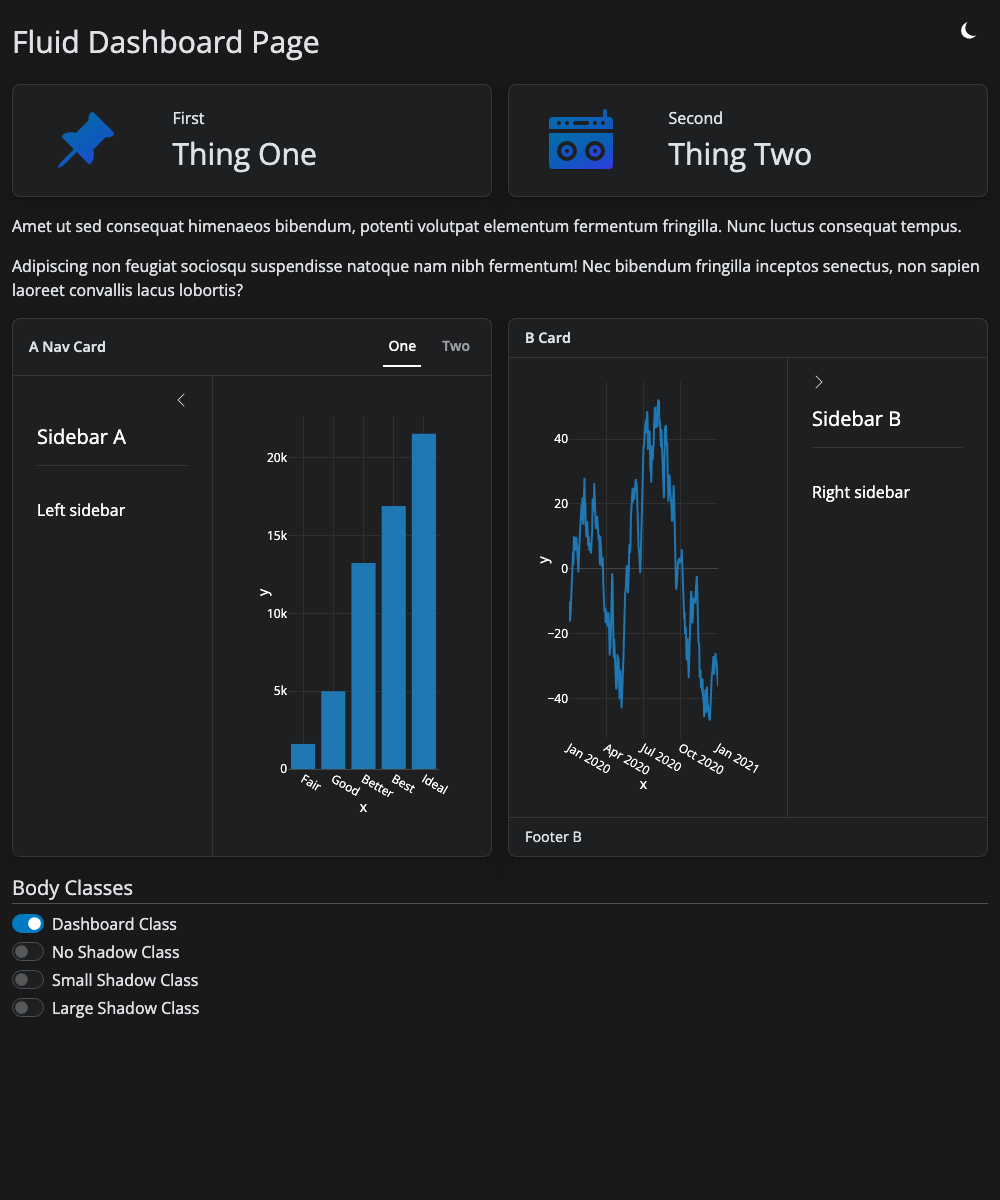 Fluid Dashboard Page
First
Thing One
Second
Thing Two
Amet ut sed consequat himenaeos bibendum, potenti volutpat elementum fermentum fringilla. Nunc luctus consequat tempus.
Adipiscing non feugiat sociosqu suspendisse natoque nam nibh fermentum! Nec bibendum fringilla inceptos senectus, non sapien
laoreet convallis lacus lobortis?
A Nav Card
One
Two
Sidebar A
Left sidebar
20k
15k
10k
5k
0
y
Fair
Good
Better
Best
Ideal
x
B Card
40
20
0
−20
−40
y
Jan 2020
Apr 2020
Jul 2020
Oct 2020
Jan 2021
x
Sidebar B
Right sidebar
Footer B
Body Classes
Dashboard Class
No Shadow Class
Small Shadow Class
Large Shadow Class